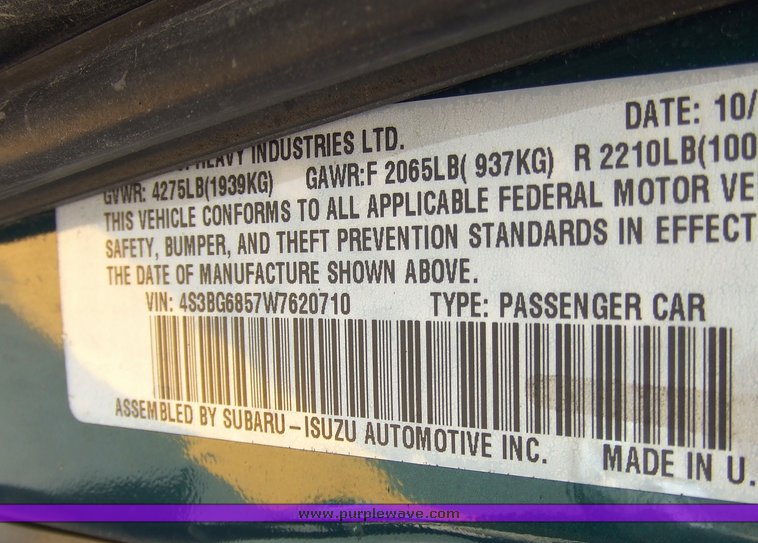 HEAVY INDUSTRIES LTD. DATE: 10/
GVWR: 4275LB(1939KG) GAWR:F 2065LB( 937KG) R 2210LB(100
THIS VEHICLE CONFORMS TO ALL APPLICABLE FEDERAL MOTOR VE
SAFETY, BUMPER, AND THEFT PREVENTION STANDARDS IN EFFECT
THE DATE OF MANUFACTURE SHOWN ABOVE.
VIN: 4S3BG6857W7620710 TYPE: PASSENGER CAR
ASSEMBLED BY SUBARU-ISUZU AUTOMOTIVE INC. MADE IN U.
www.purplewave.com